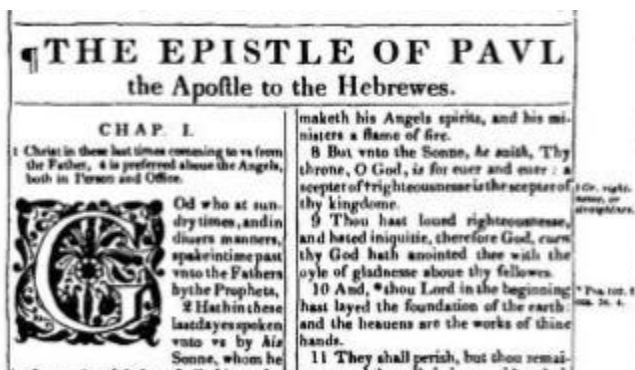 ¶THE EPISTLE OF PAVL
the Apoſtle to the Hebrewes.
CHAP. I.
1 Chriſt in theſe laſt times comming to vs from
the Father, 4 is preferred aboue the Angels,
both in Perſon and Office.
GOd who at ſun-
dry times, and in
diuers manners,
ſpake in time paſt
vnto the Fathers
by the Prophets,
2 Hath in theſe
laſt dayes ſpoken
vnto vs by his
Sonne, whom he
maketh his Angels ſpirits, and his mi-
niſters a flame of fire.
8 But vnto the Sonne, he ſaith, Thy
throne, O God, is for euer and euer : a
ſcepter of †righteouſneſſe is the ſcepter of
thy kingdome.
9 Thou haſt loued righteouſneſſe,
and hated iniquitie, therefore God, euen
thy God hath anointed thee with the
oyle of gladneſſe aboue thy fellowes.
10 And, *thou Lord in the beginning
haſt layed the foundation of the earth:
and the heauens are the works of thine
hands.
11 They ſhall periſh, but thou remai-
Gr. right-
neſſe, or
ſtraightneſſe.
* Pſa. 102.